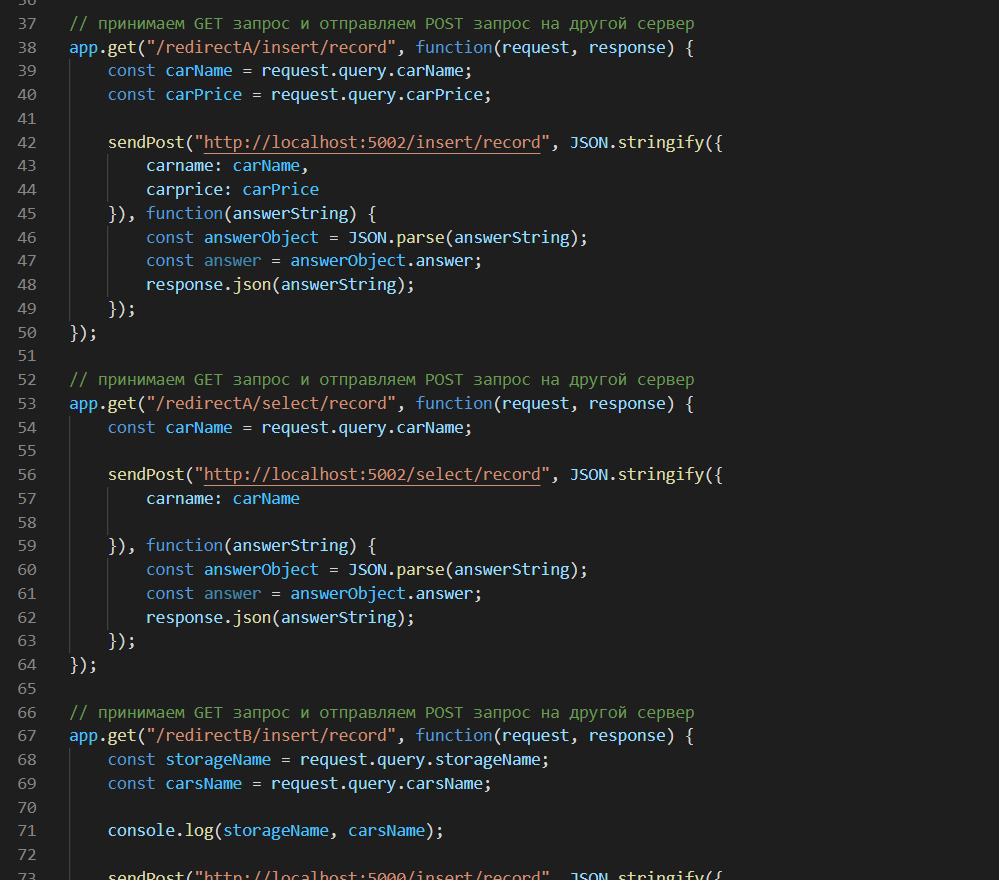 36
37 // принимаем GET запрос и отправляем POST запрос на другой сервер
38 app.get("/redirectA/insert/record", function(request, response) {
39     const carName = request.query.carName;
40     const carPrice = request.query.carPrice;
41
42     sendPost("http://localhost:5002/insert/record", JSON.stringify({
43         carname: carName,
44         carprice: carPrice
45     }), function(answerString) {
46         const answerObject = JSON.parse(answerString);
47         const answer = answerObject.answer;
48         response.json(answerString);
49     });
50 });
51
52 // принимаем GET запрос и отправляем POST запрос на другой сервер
53 app.get("/redirectA/select/record", function(request, response) {
54     const carName = request.query.carName;
55
56     sendPost("http://localhost:5002/select/record", JSON.stringify({
57         carname: carName
58
59     }), function(answerString) {
60         const answerObject = JSON.parse(answerString);
61         const answer = answerObject.answer;
62         response.json(answerString);
63     });
64 });
65
66 // принимаем GET запрос и отправляем POST запрос на другой сервер
67 app.get("/redirectB/insert/record", function(request, response) {
68     const storageName = request.query.storageName;
69     const carsName = request.query.carsName;
70
71     console.log(storageName, carsName);
72
73     sendPost("http://localhost:5000/insert/record", JSON.stringify({